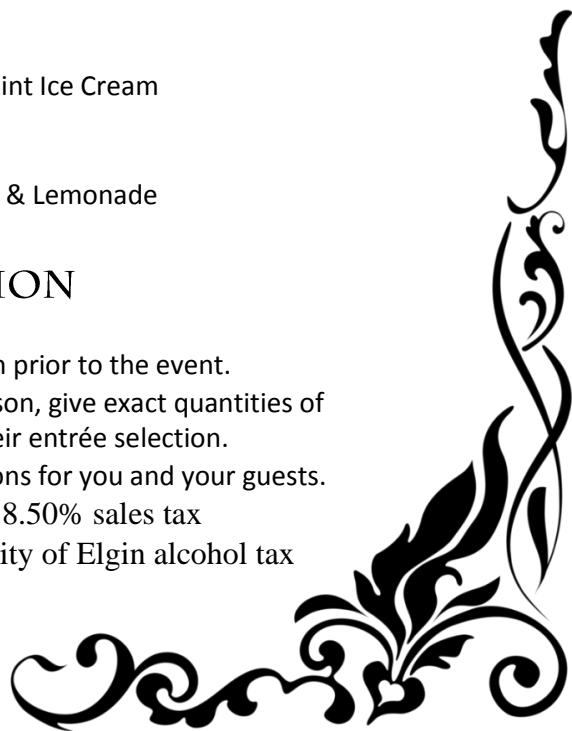 int Ice Cream
& Lemonade
ION
n prior to the event.
son, give exact quantities of
eir entrée selection.
ons for you and your guests.
8.50% sales tax
ity of Elgin alcohol tax